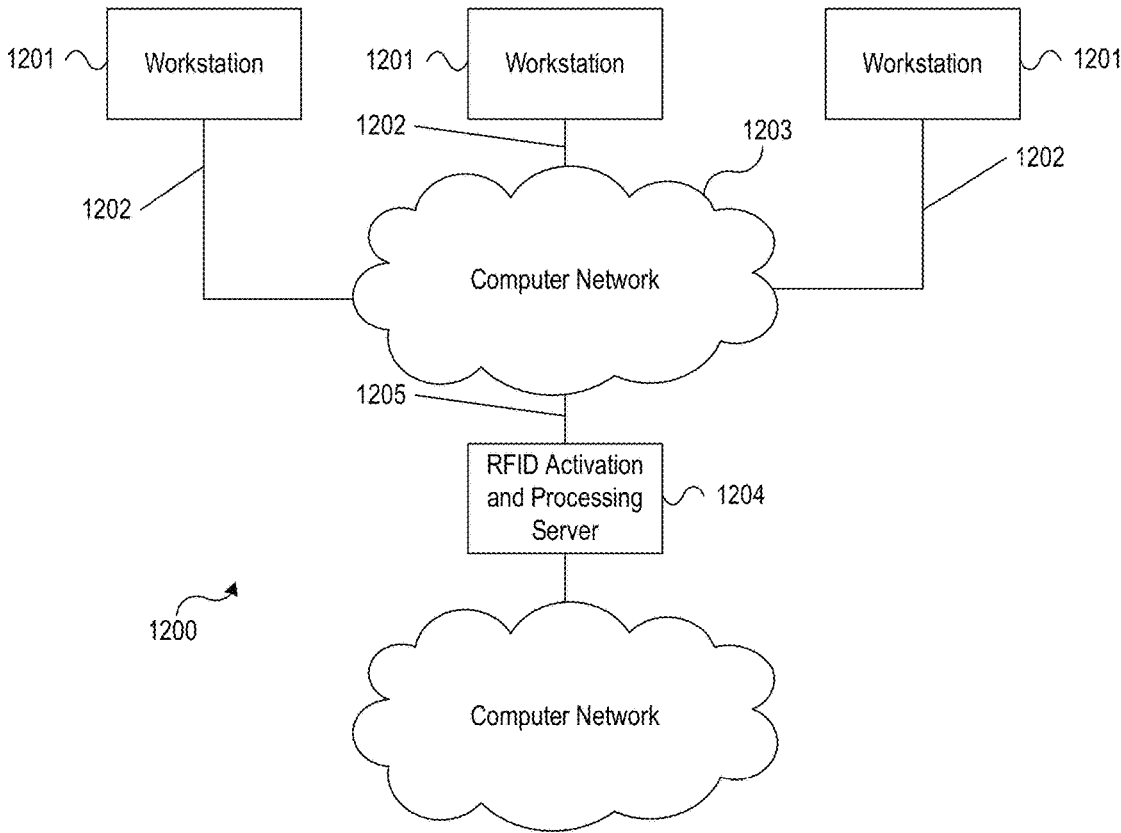 1201
Workstation
1201
Workstation
Workstation
1201
1202
1203
1202
1202
Computer Network
1205
RFID Activation
and Processing
Server
1204
1200
Computer Network